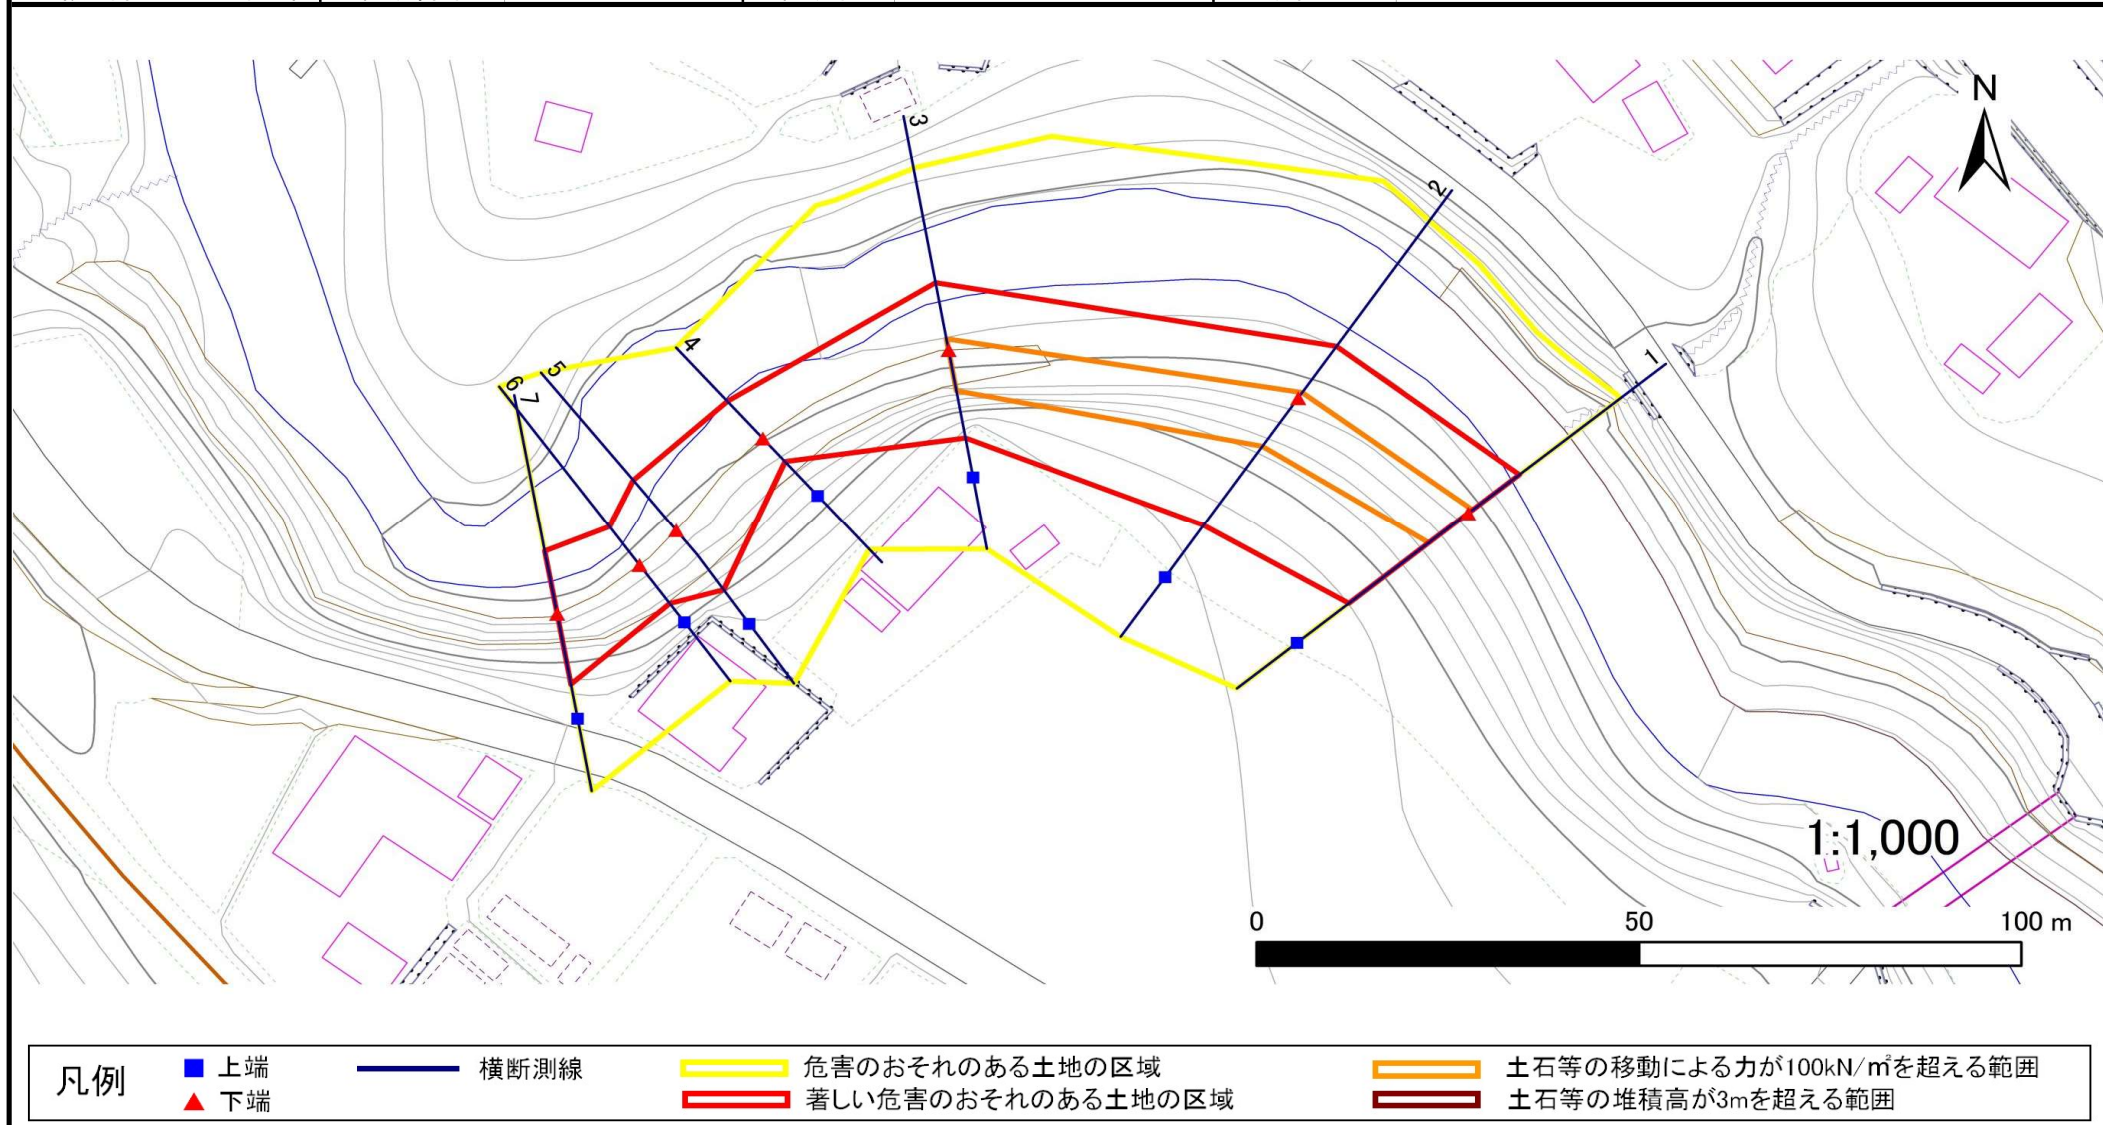 N
3
2
1
4
5
6
7
1:1,000
0 50 100 m
凡例
上端 横断測線 危害のおそれのある土地の区域 土石等の移動による力が100kN/㎡を超える範囲
下端 著しい危害のおそれのある土地の区域 土石等の堆積高が3mを超える範囲